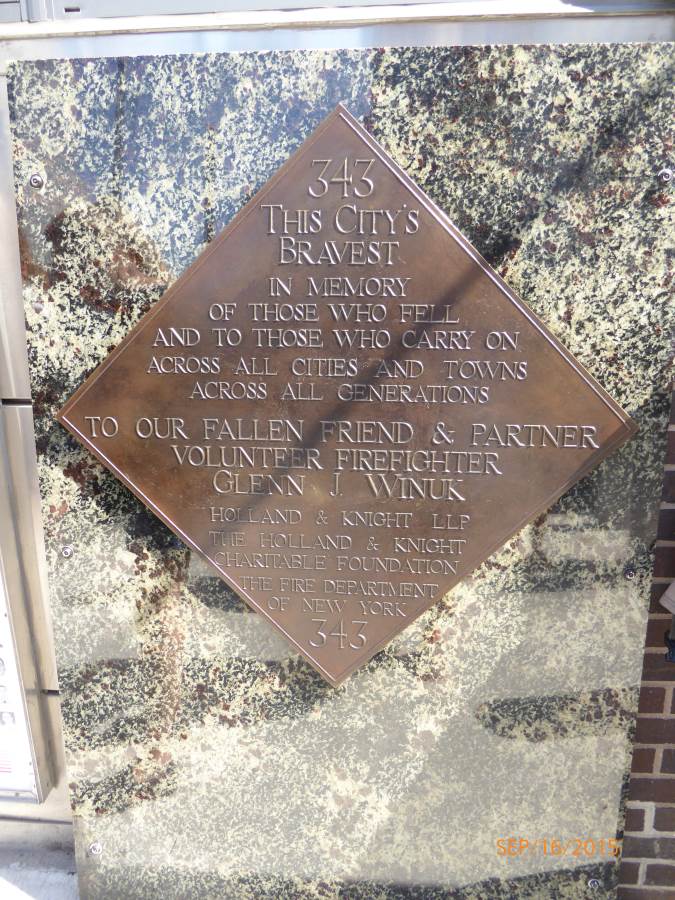 343
THIS CITY'S
BRAVEST
IN MEMORY
OF THOSE WHO FELL
AND TO THOSE WHO CARRY ON
ACROSS ALL CITIES AND TOWNS
ACROSS ALL GENERATIONS
TO OUR FALLEN FRIEND & PARTNER
VOLUNTEER FIREFIGHTER
GLENN J. WINUK
HOLLAND & KNIGHT LLP
THE HOLLAND & KNIGHT
CHARITABLE FOUNDATION
THE FIRE DEPARTMENT
OF NEW YORK
343
SEP/16/2015